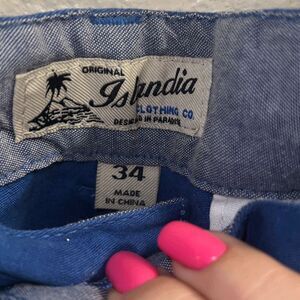 ORIGINAL
Islandia
CLOTHING CO.
DESIGNED IN PARADISE
34
MADE
IN CHINA